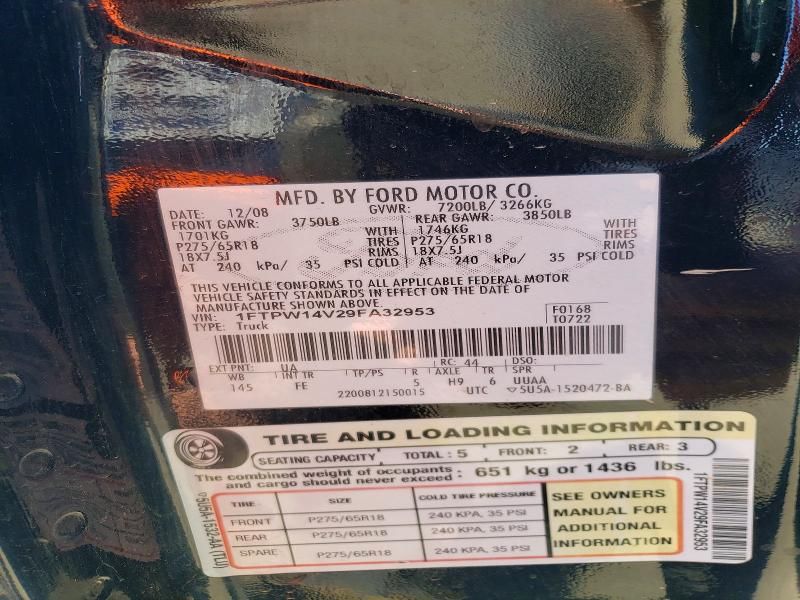 MFD. BY FORD MOTOR CO.
DATE: 12/08 GVWR: 7200LB/ 3266KG
FRONT GAWR: 3750LB REAR GAWR: 3850LB
1701KG WITH 1746KG WITH
P275/65R18 TIRES P275/65R18 TIRES
18X7.5J RIMS 18X7.5J RIMS
AT 240 kPa/ 35 PSI COLD AT 240 kPa/ 35 PSI COLD
THIS VEHICLE CONFORMS TO ALL APPLICABLE FEDERAL MOTOR
VEHICLE SAFETY STANDARDS IN EFFECT ON THE DATE OF
MANUFACTURE SHOWN ABOVE.
VIN: 1FTPW14V29FA32953 F0168
TYPE: Truck T0722
EXT PNT: UA RC: 44 DSO:
WB INT TR TP/PS R AXLE TR SPR
145 FE 5 H9 6 UUAA
2200812150015 UTC ▽5U5A-1520472-BA
TIRE AND LOADING INFORMATION
SEATING CAPACITY TOTAL: 5 FRONT: 2 REAR: 3
The combined weight of occupants
and cargo should never exceed: 651 kg or 1436 lbs.
TIRE SIZE COLD TIRE PRESSURE
FRONT P275/65R18 240 KPA, 35 PSI
REAR P275/65R18 240 KPA, 35 PSI
SPARE P275/65R18 240 KPA, 35 PSI
SEE OWNERS
MANUAL FOR
ADDITIONAL
INFORMATION
▽5U5A-1532-AA (TLU)
1FTPW14V29FA32953